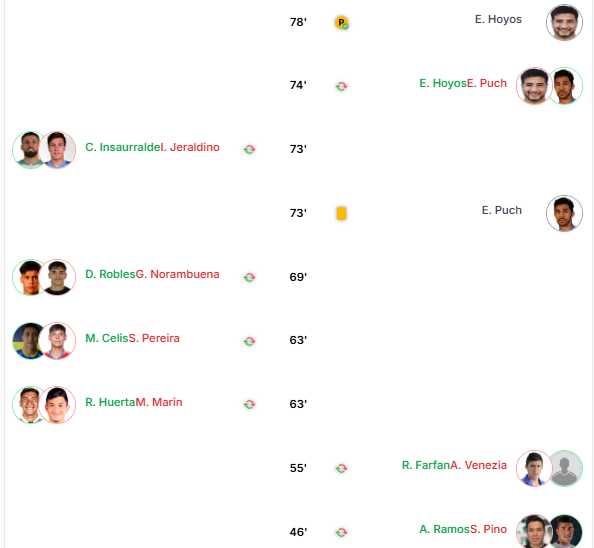 78' P E. Hoyos
74' E. HoyosE. Puch
C. InsaurraldeI. Jeraldino 73'
73' E. Puch
D. RoblesG. Norambuena 69'
M. CelisS. Pereira 63'
R. HuertaM. Marin 63'
55' R. FarfanA. Venezia
46' A. RamosS. Pino